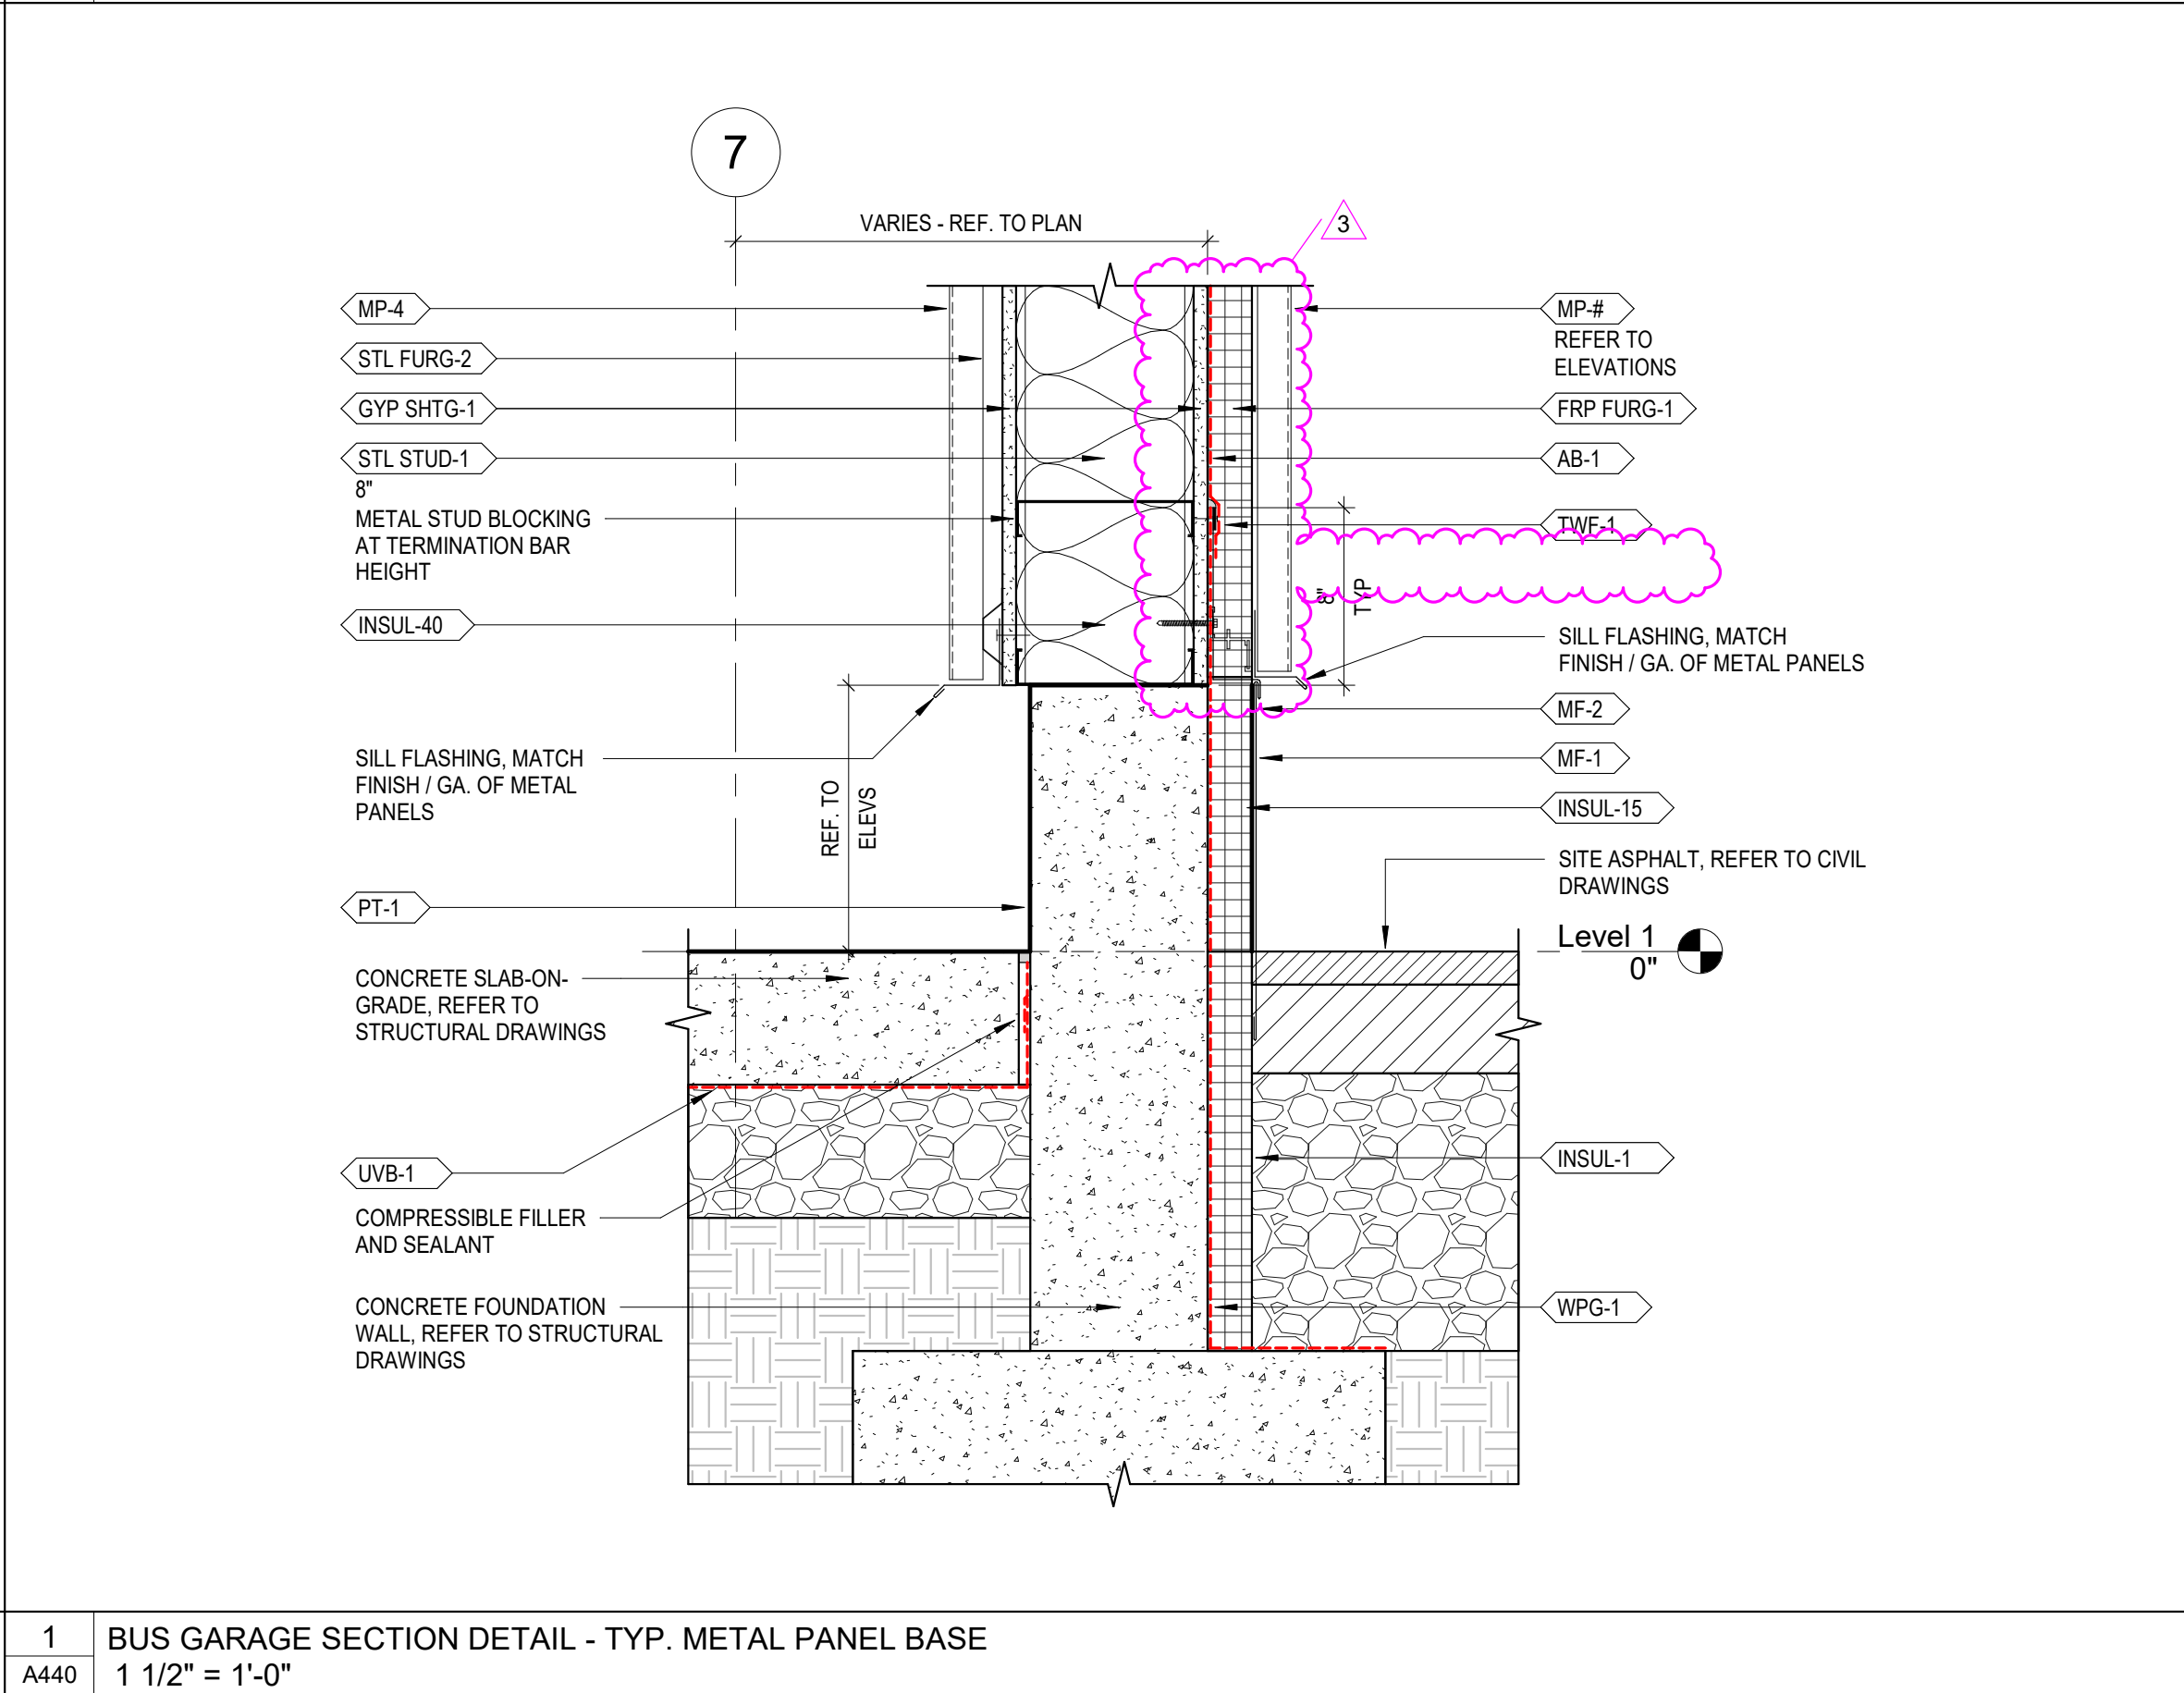 7
VARIES - REF. TO PLAN
3
MP-4
STL FURG-2
GYP SHTG-1
STL STUD-1
8"
METAL STUD BLOCKING
AT TERMINATION BAR
HEIGHT
INSUL-40
SILL FLASHING, MATCH
FINISH / GA. OF METAL
PANELS
REF. TO
ELEVS
PT-1
CONCRETE SLAB-ON-
GRADE, REFER TO
STRUCTURAL DRAWINGS
UVB-1
COMPRESSIBLE FILLER
AND SEALANT
CONCRETE FOUNDATION
WALL, REFER TO STRUCTURAL
DRAWINGS
MP-#
REFER TO
ELEVATIONS
FRP FURG-1
AB-1
TWF-1
8"
TYP
SILL FLASHING, MATCH
FINISH / GA. OF METAL PANELS
MF-2
MF-1
INSUL-15
SITE ASPHALT, REFER TO CIVIL
DRAWINGS
Level 1
0"
INSUL-1
WPG-1
1
A440
BUS GARAGE SECTION DETAIL - TYP. METAL PANEL BASE
1 1/2" = 1'-0"